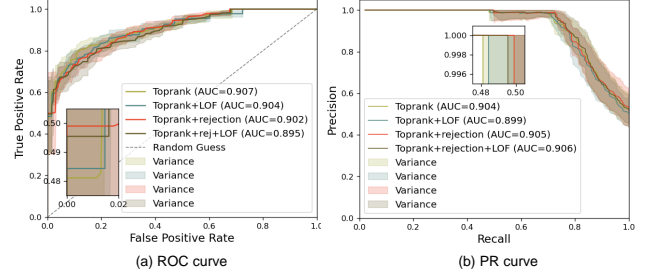 1.0
0.8
0.6
0.4
0.2
0.0
True Positive Rate
0.50
0.49
0.48
0.00
0.02
Toprank (AUC=0.907)
Toprank+LOF (AUC=0.904)
Toprank+rejection (AUC=0.902)
Toprank+rej+LOF (AUC=0.895)
Random Guess
Variance
Variance
Variance
Variance
0.0 0.2 0.4 0.6 0.8 1.0
False Positive Rate
(a) ROC curve
1.0
0.8
0.6
0.4
0.2
0.0
Precision
1.000
0.998
0.996
0.48
0.50
Toprank (AUC=0.904)
Toprank+LOF (AUC=0.899)
Toprank+rejection (AUC=0.905)
Toprank+rejection+LOF (AUC=0.906)
Variance
Variance
Variance
Variance
0.0 0.2 0.4 0.6 0.8 1.0
Recall
(b) PR curve